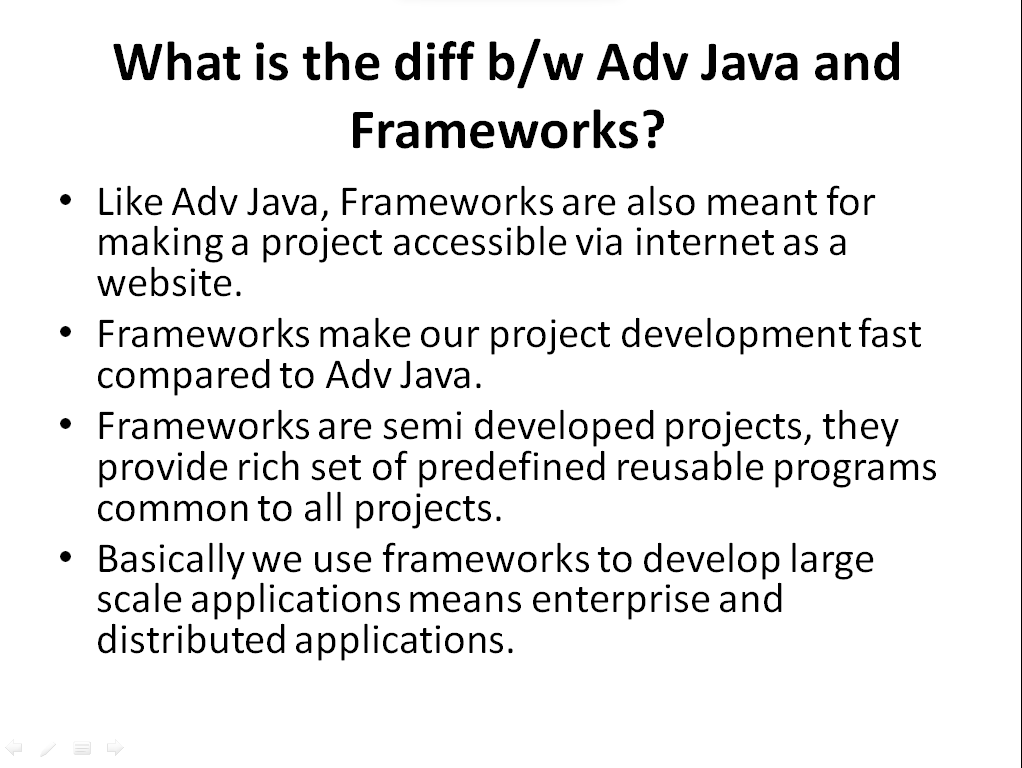 What is the diff b/w Adv Java and
Frameworks?
• Like Adv Java, Frameworks are also meant for
making a project accessible via internet as a
website.
• Frameworks make our project development fast
compared to Adv Java.
• Frameworks are semi developed projects, they
provide rich set of predefined reusable programs
common to all projects.
• Basically we use frameworks to develop large
scale applications means enterprise and
distributed applications.